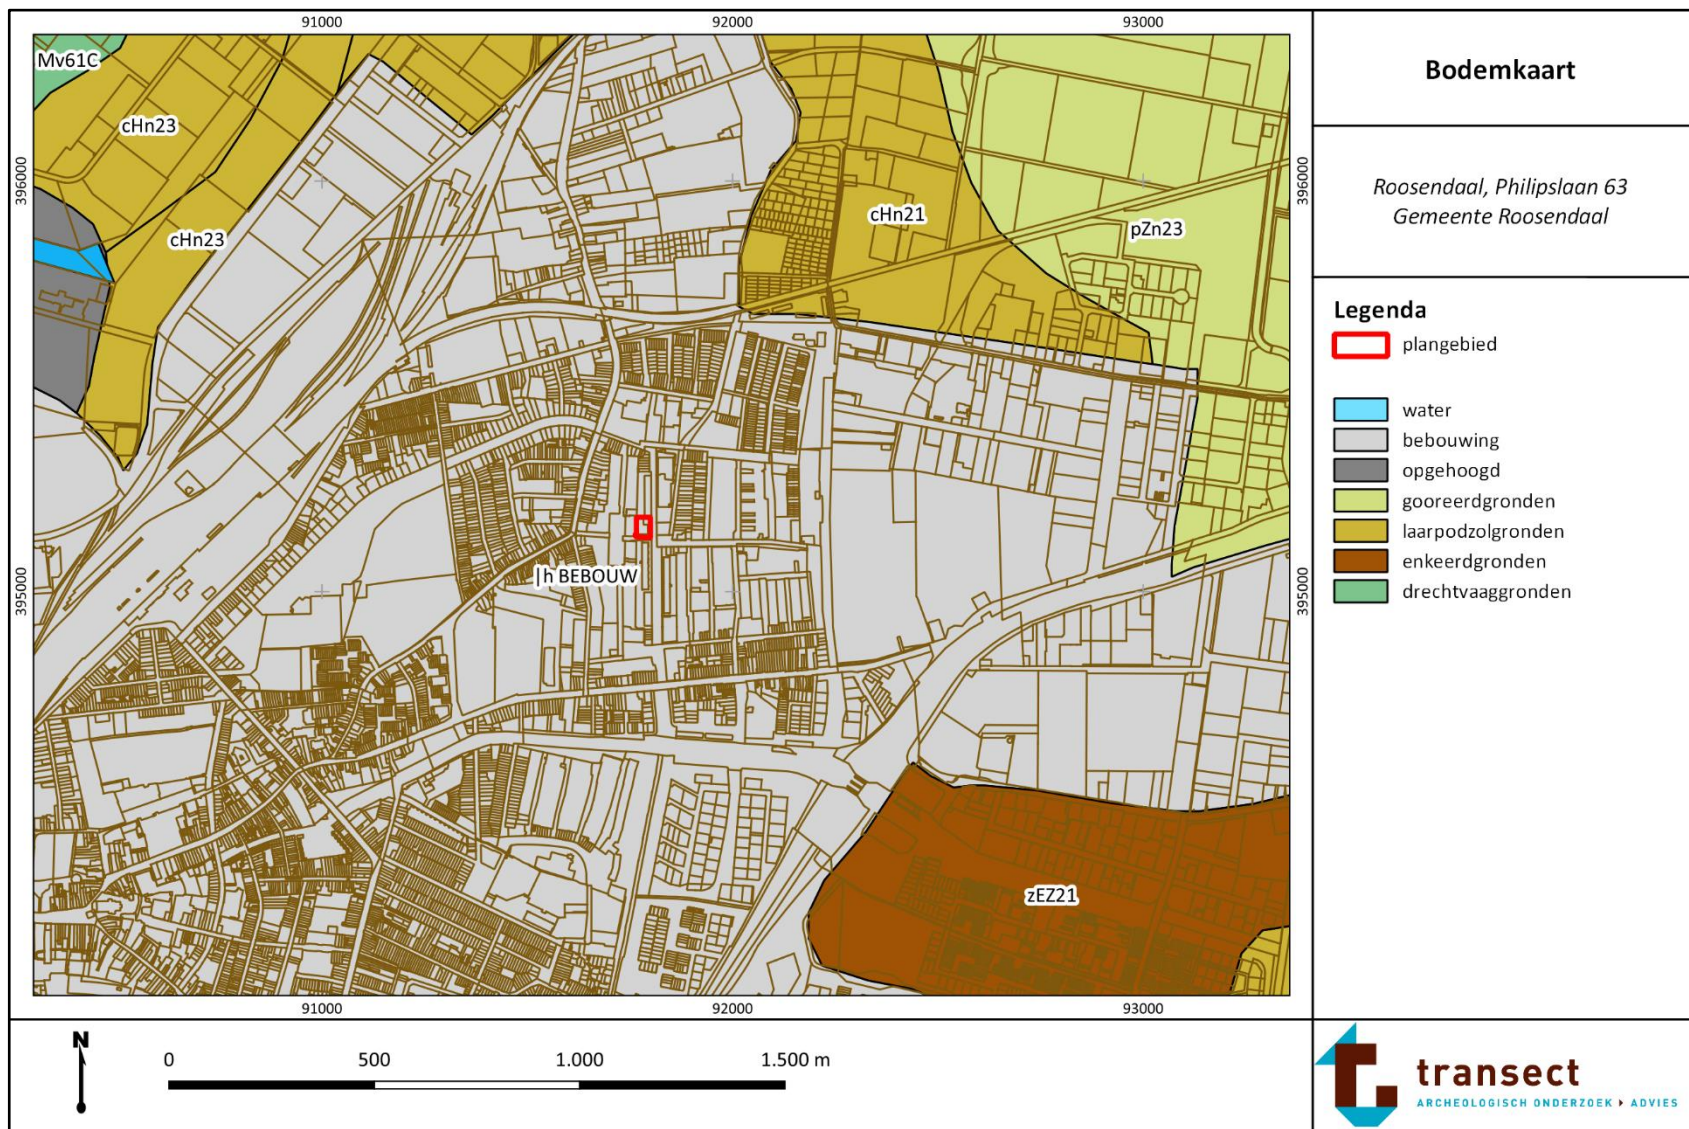 91000
92000
93000
Mv61C
cHn23
396000
396000
cHn21
pZn23
cHn23
|h BEBOUW
395000
395000
zEZ21
91000
92000
93000
Bodemkaart
Roosendaal, Philipslaan 63
Gemeente Roosendaal
Legenda
plangebied
water
bebouwing
opgehoogd
gooreerdgronden
laarpodzolgronden
enkeerdgronden
drechtvaaggronden
N
0 500 1.000 1.500 m
transect
ARCHEOLOGISCH ONDERZOEK ▸ ADVIES